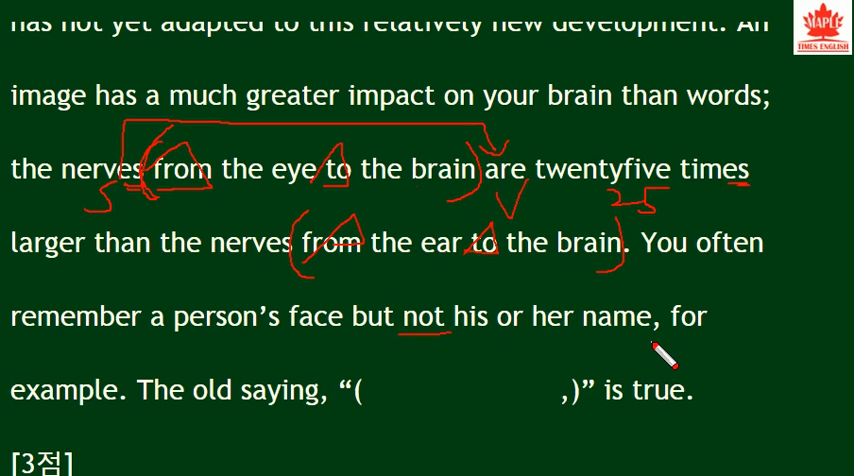 has not yet adapted to this relatively new development. An
MAPLE
TIMES ENGLISH
image has a much greater impact on your brain than words;
the nerves from the eye to the brain) are twentyfive times
S
V
25
larger than the nerves (from the ear to the brain). You often
remember a person's face but not his or her name, for
example. The old saying, “( ,)” is true.
[3점]